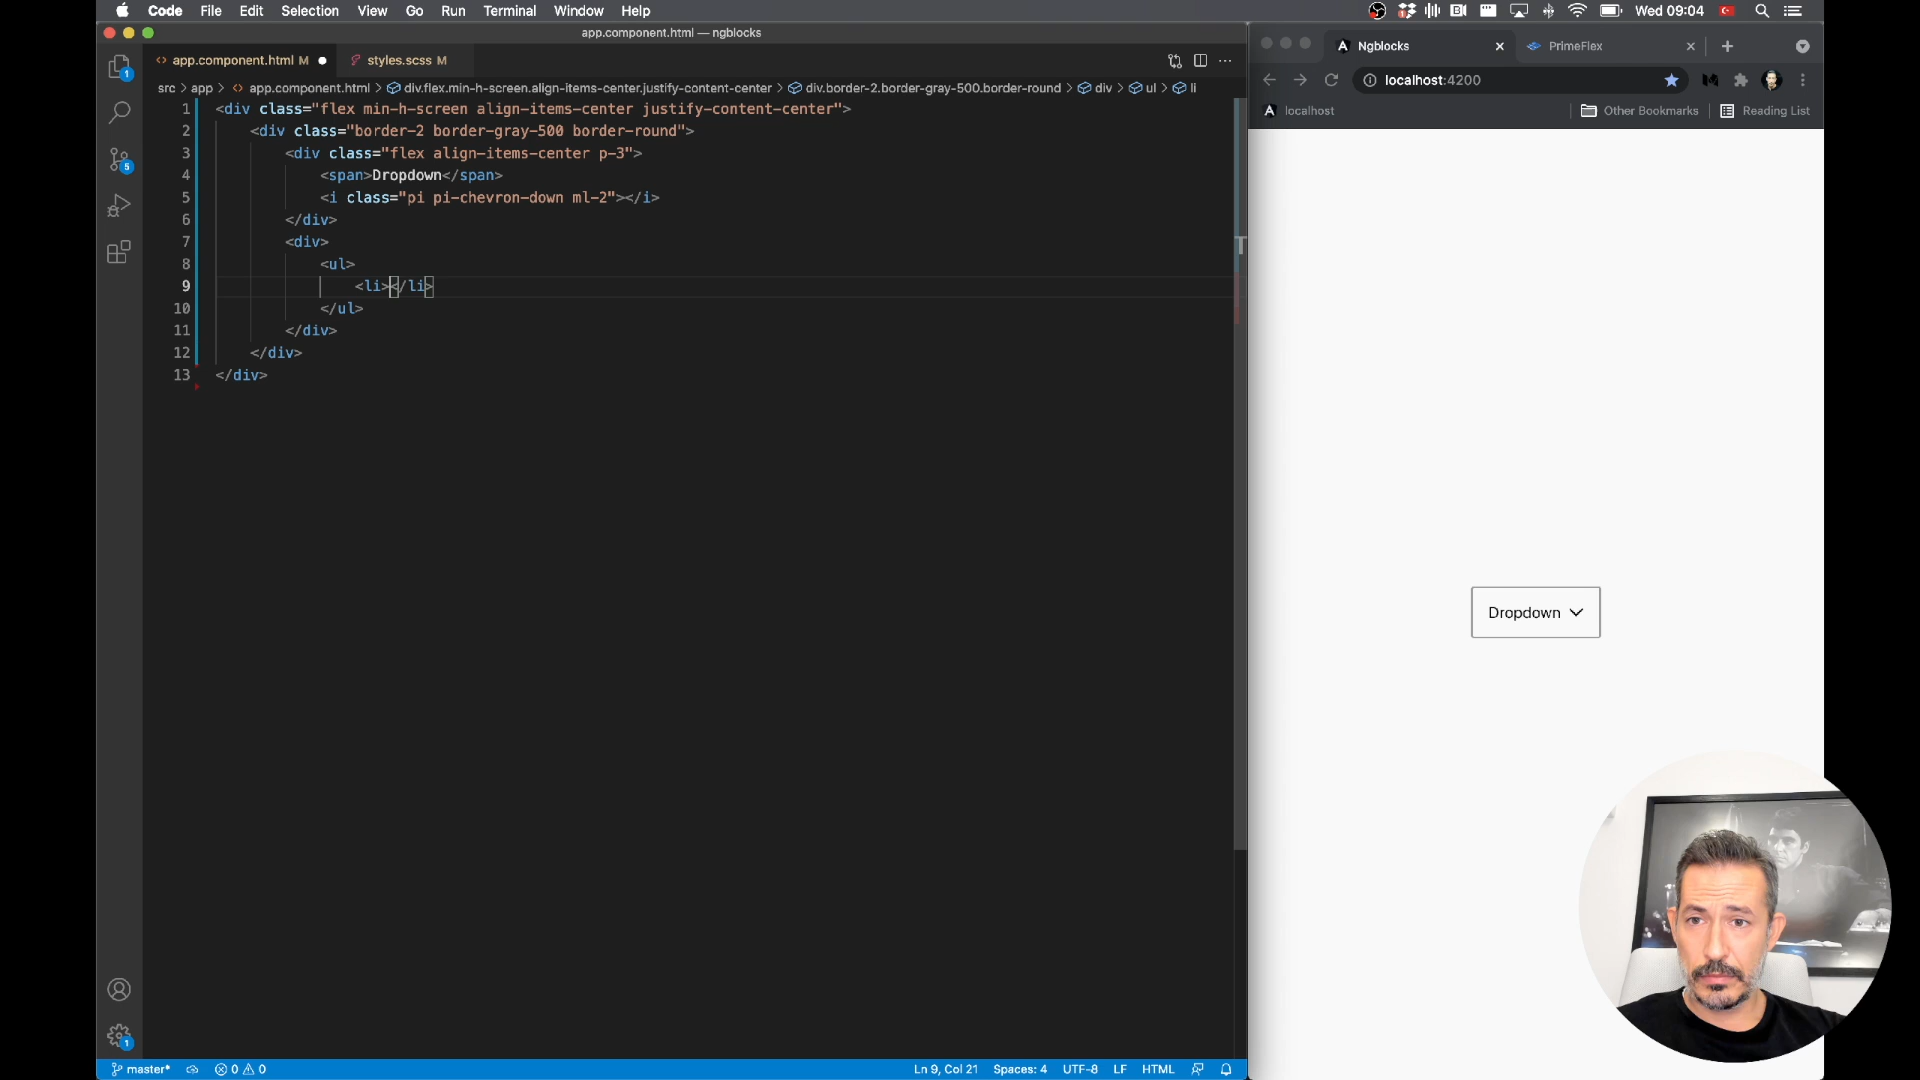 Code File Edit Selection View Go Run Terminal Window Help
Wed 09:04
app.component.html — ngblocks
app.component.html M
styles.scss M
src > app > app.component.html > div.flex.min-h-screen.align-items-center.justify-content-center > div.border-2.border-gray-500.border-round > div > ul > li
1 <div class="flex min-h-screen align-items-center justify-content-center">
2 <div class="border-2 border-gray-500 border-round">
3 <div class="flex align-items-center p-3">
4 <span>Dropdown</span>
5 <i class="pi pi-chevron-down ml-2"></i>
6 </div>
7 <div>
8 <ul>
9 <li></li>
10 </ul>
11 </div>
12 </div>
13 </div>
1
5
1
master* 0 0
Ln 9, Col 21 Spaces: 4 UTF-8 LF HTML
Ngblocks
PrimeFlex
localhost:4200
localhost
Other Bookmarks
Reading List
Dropdown